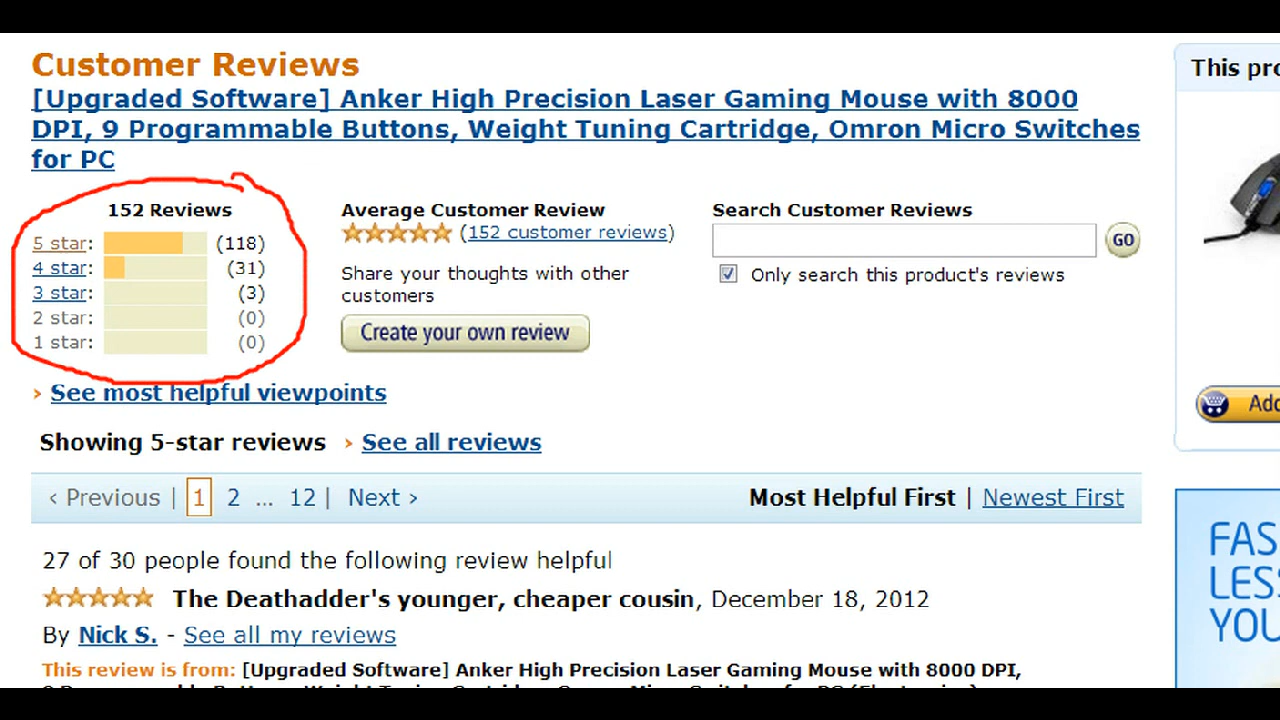 Customer Reviews
[Upgraded Software] Anker High Precision Laser Gaming Mouse with 8000
DPI, 9 Programmable Buttons, Weight Tuning Cartridge, Omron Micro Switches
for PC
152 Reviews
5 star: (118)
4 star: (31)
3 star: (3)
2 star: (0)
1 star: (0)
Average Customer Review
(152 customer reviews)
Share your thoughts with other
customers
Create your own review
Search Customer Reviews
GO
Only search this product's reviews
› See most helpful viewpoints
Showing 5-star reviews › See all reviews
‹ Previous | 1 2 ... 12 | Next ›
Most Helpful First | Newest First
27 of 30 people found the following review helpful
The Deathadder's younger, cheaper cousin, December 18, 2012
By Nick S. - See all my reviews
This review is from: [Upgraded Software] Anker High Precision Laser Gaming Mouse with 8000 DPI,
This pro
Add
FAS
LESS
YOU